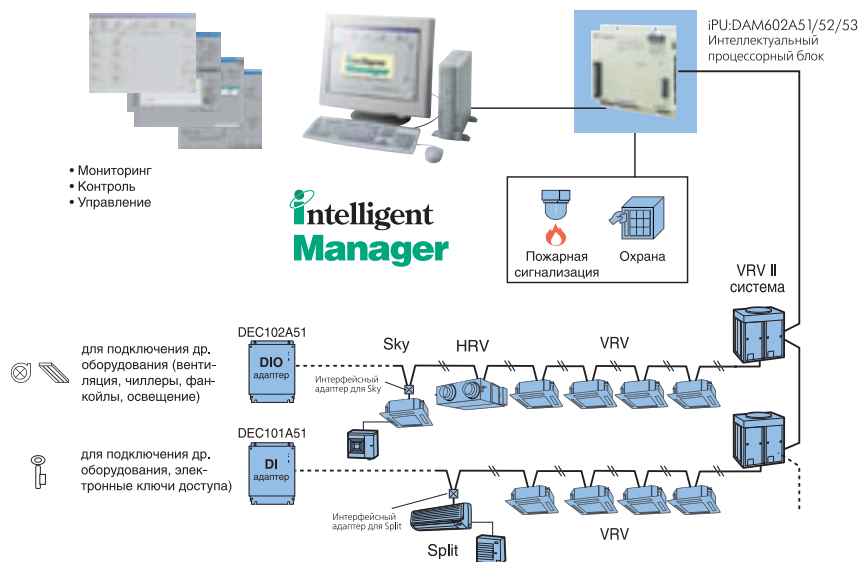 iPU:DAM602A51/52/53
Интеллектуальный
процессорный блок
• Мониторинг
• Контроль
• Управление
intelligent
Manager
intelligent
Manager
Пожарная
сигнализация
Охрана
VRV II
система
для подключения др.
оборудования (венти-
ляция, чиллеры, фан-
койлы, освещение)
DEC102A51
DIO
адаптер
Sky
HRV
VRV
Интерфейсный
адаптер для Sky
для подключения др.
оборудования, элек-
тронные ключи доступа)
DEC101A51
DI
адаптер
Интерфейсный
адаптер для Split
Split
VRV